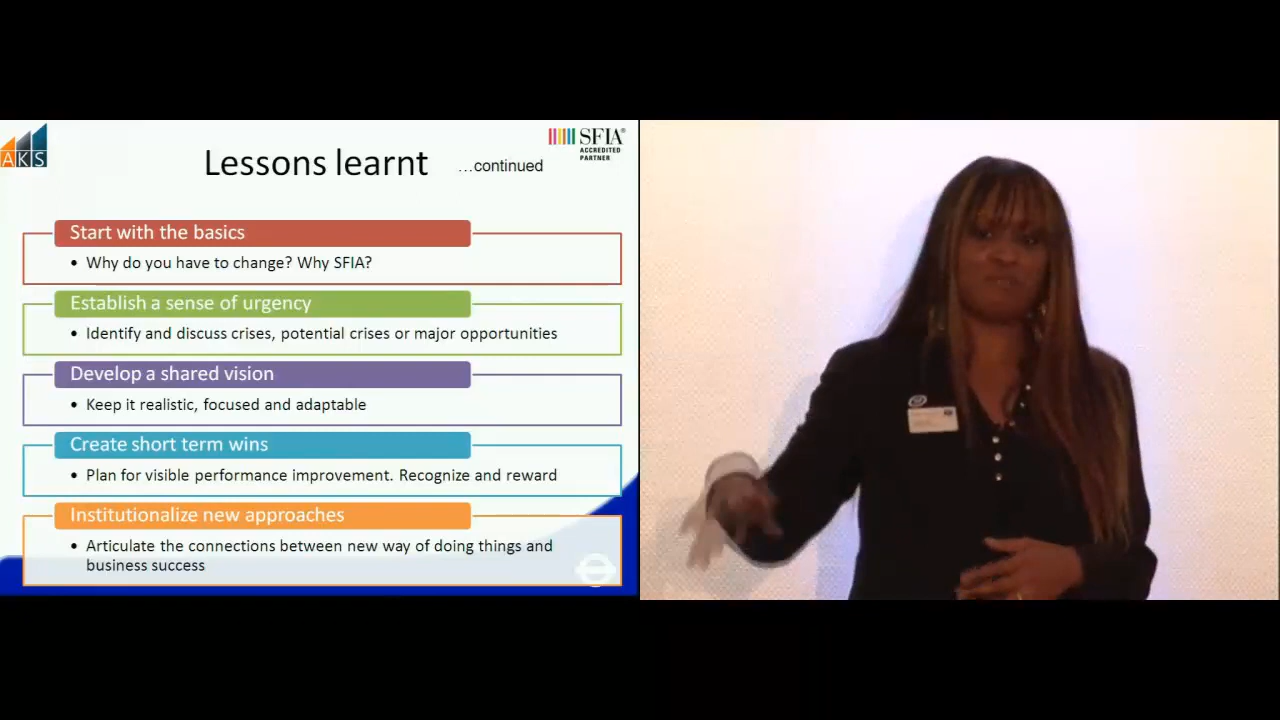 AKS
SFIA®
ACCREDITED
PARTNER
Lessons learnt ...continued
Start with the basics
• Why do you have to change? Why SFIA?
Establish a sense of urgency
• Identify and discuss crises, potential crises or major opportunities
Develop a shared vision
• Keep it realistic, focused and adaptable
Create short term wins
• Plan for visible performance improvement. Recognize and reward
Institutionalize new approaches
• Articulate the connections between new way of doing things and
business success